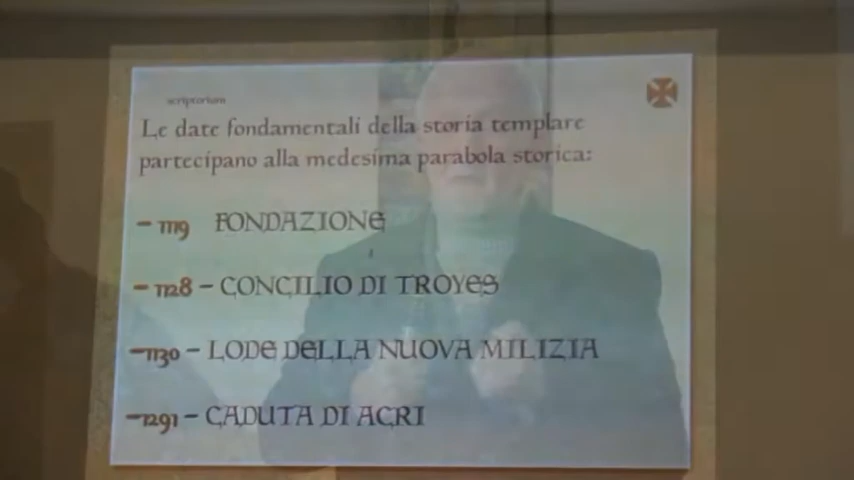 scriptorium
Le date fondamentali della storia templare
partecipano alla medesima parabola storica:
– 1119 FONDAZIONE
– 1128 – CONCILIO DI TROYES
– 1130 – LODE DELLA NUOVA MILIZIA
– 1291 – CADUTA DI ACRI